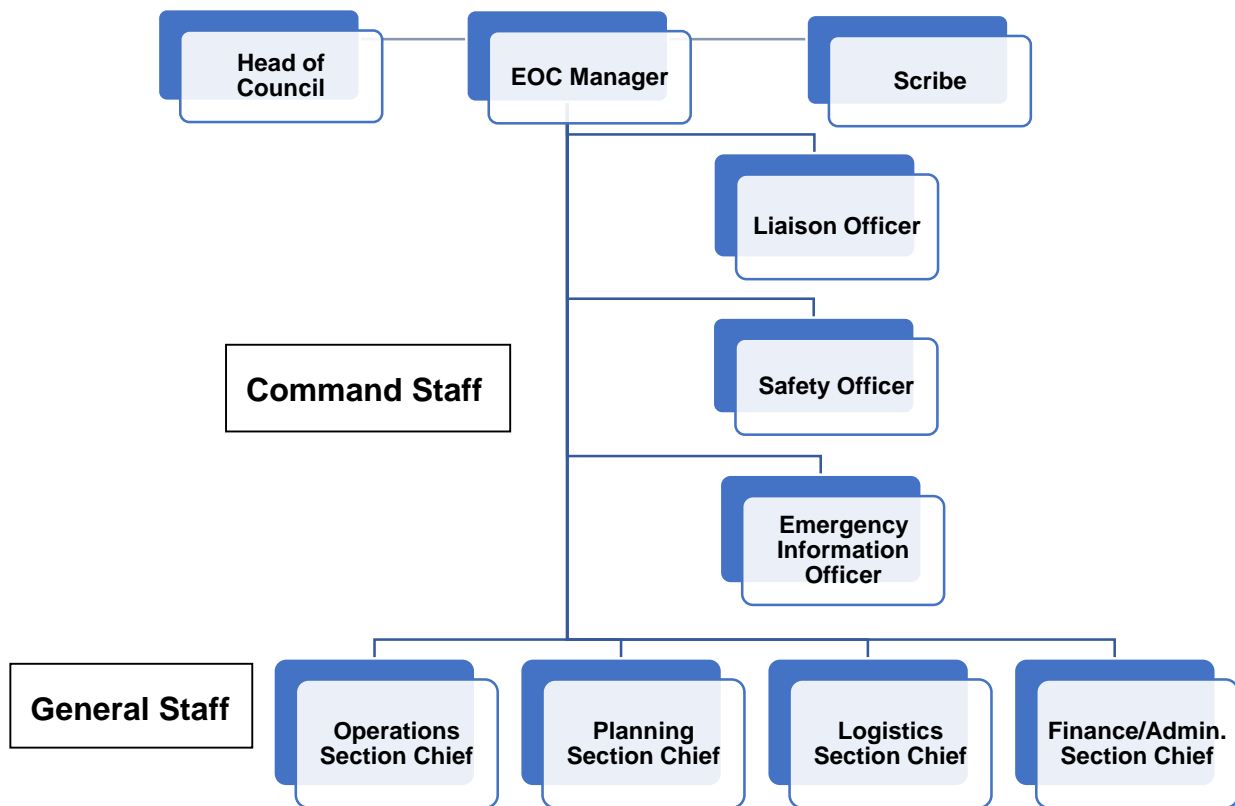 Head of
Council
EOC Manager
Scribe
Liaison Officer
Command Staff
Safety Officer
Emergency
Information
Officer
General Staff
Operations
Section Chief
Planning
Section Chief
Logistics
Section Chief
Finance/Admin.
Section Chief